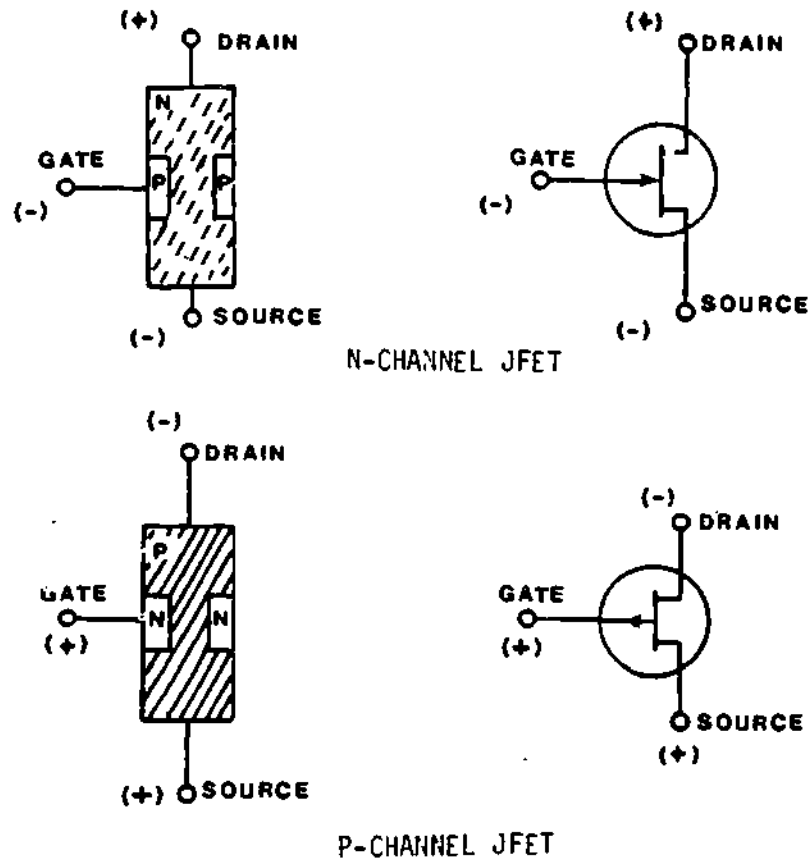 (+)
DRAIN
N
GATE
P P
(-)
SOURCE
(-)
(+)
DRAIN
GATE
(-)
SOURCE
(-)
N-CHANNEL JFET
(-)
DRAIN
P
GATE
N N
(+)
(+) SOURCE
(-)
DRAIN
GATE
(+)
SOURCE
(+)
P-CHANNEL JFET